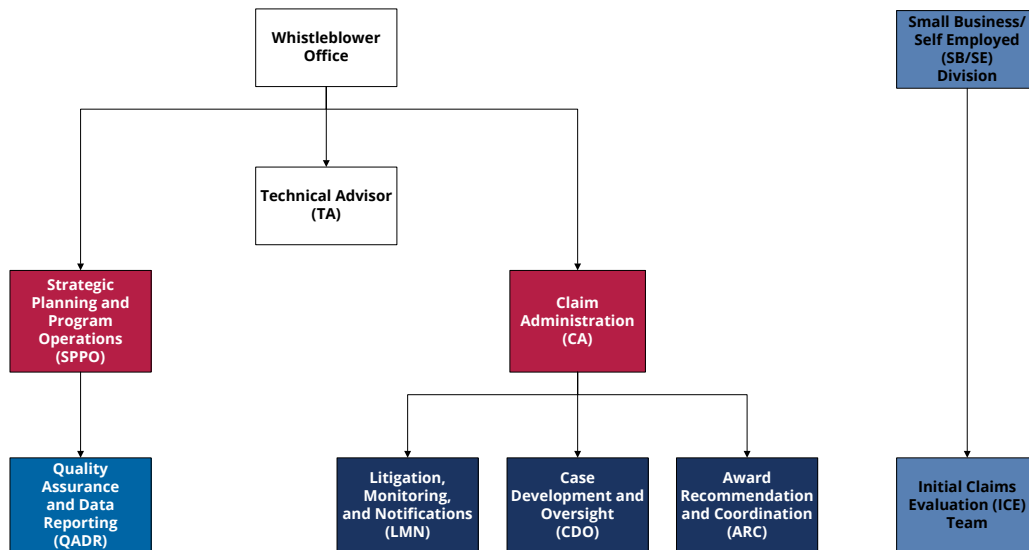 Whistleblower
Office
Small Business/
Self Employed
(SB/SE)
Division
Technical Advisor
(TA)
Strategic
Planning and
Program
Operations
(SPPO)
Claim
Administration
(CA)
Quality
Assurance
and Data
Reporting
(QADR)
Litigation,
Monitoring,
and Notifications
(LMN)
Case
Development and
Oversight
(CDO)
Award
Recommendation
and Coordination
(ARC)
Initial Claims
Evaluation (ICE)
Team